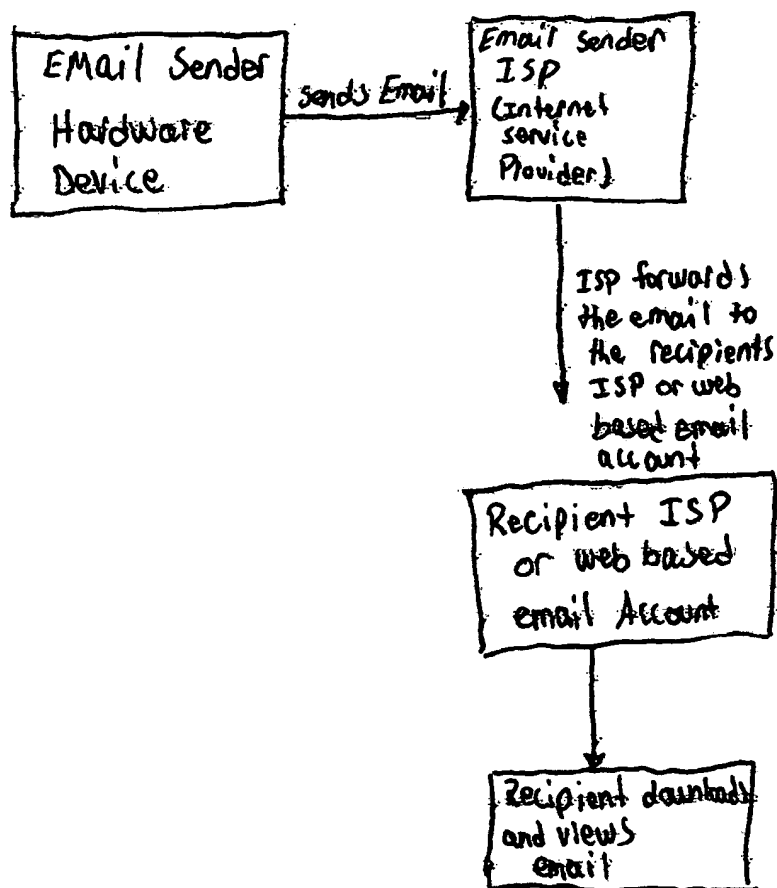 EMail Sender
Hardware
Device
sends Email
Email sender
ISP
(Internet
service
Provider)
ISP forwards
the email to
the recipients
ISP or web
based email
account
Recipient ISP
or web based
email Account
Recipient downloads
and views
email